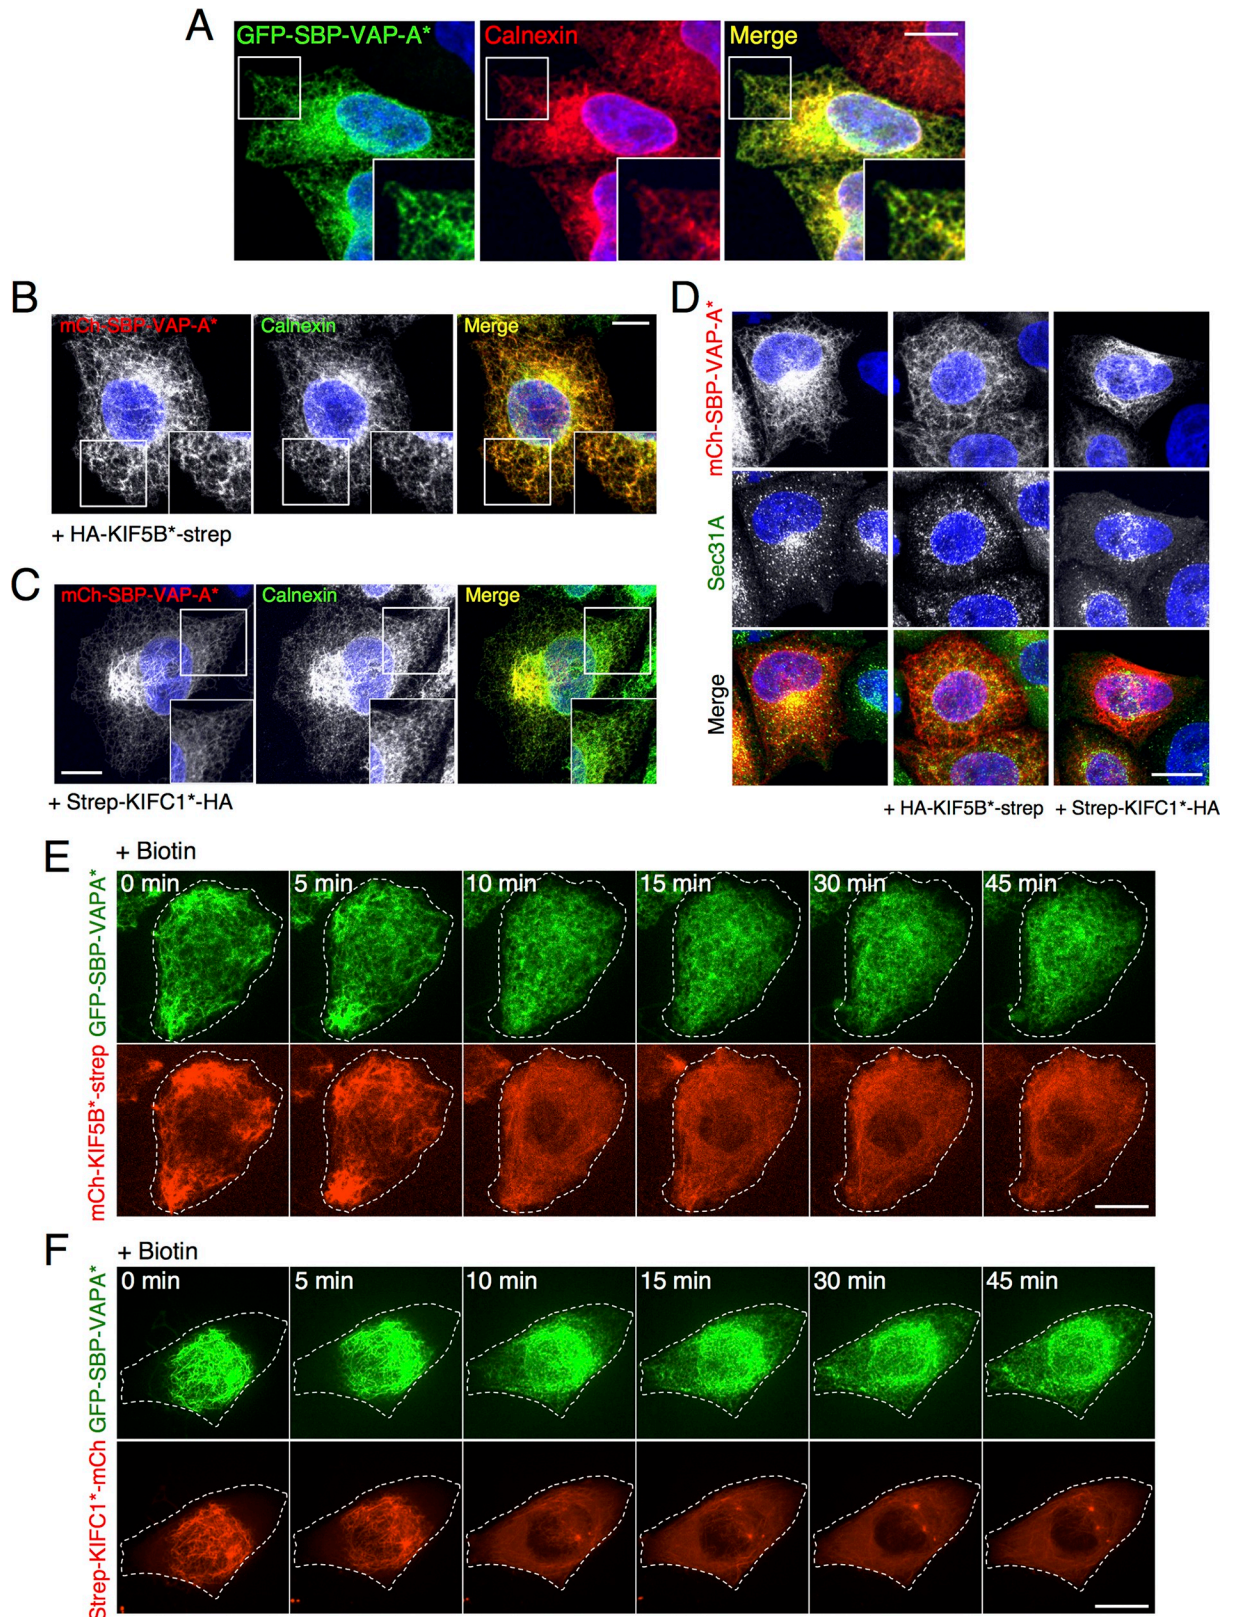 A
GFP-SBP-VAP-A*
Calnexin
Merge
B
mCh-SBP-VAP-A*
Calnexin
Merge
+ HA-KIF5B*-strep
C
mCh-SBP-VAP-A*
Calnexin
Merge
+ Strep-KIFC1*-HA
D
mCh-SBP-VAP-A*
Sec31A
Merge
+ HA-KIF5B*-strep
+ Strep-KIFC1*-HA
E
+ Biotin
0 min
5 min
10 min
15 min
30 min
45 min
GFP-SBP-VAPA*
mCh-KIF5B*-strep
F
+ Biotin
0 min
5 min
10 min
15 min
30 min
45 min
GFP-SBP-VAPA*
Strep-KIFC1*-mCh